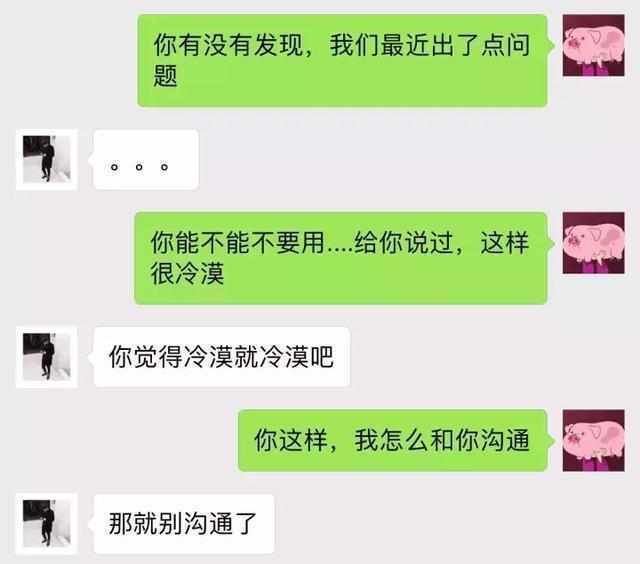 你有没有发现，我们最近出了点问
题
。。。
你能不能不要用....给你说过，这样
很冷漠
你觉得冷漠就冷漠吧
你这样，我怎么和你沟通
那就别沟通了